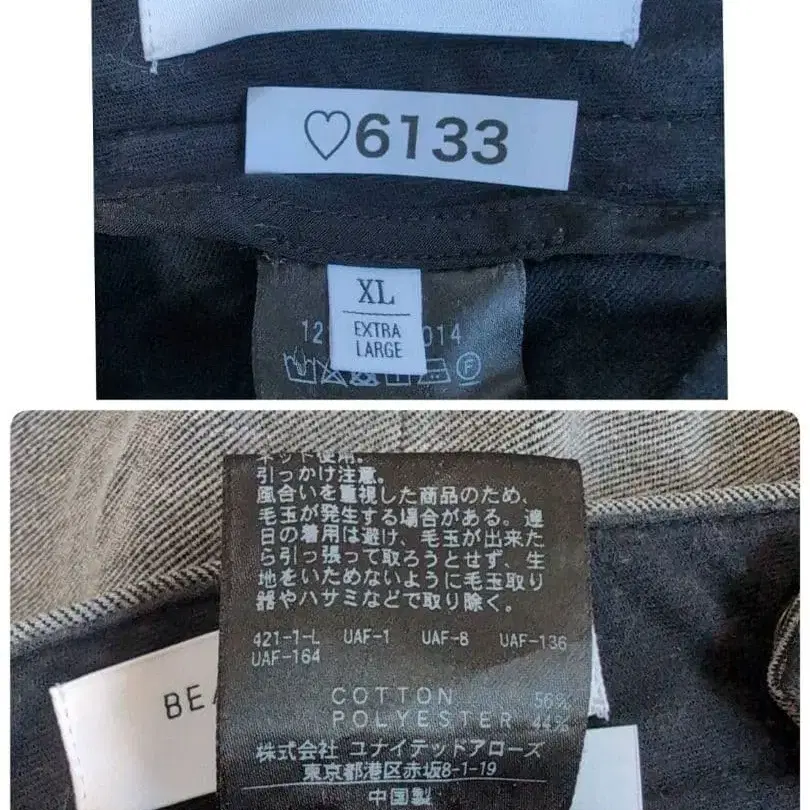 ♡6133
XL
EXTRA
LARGE
12 014
ネット使用。
引っかけ注意。
風合いを重視した商品のため、
毛玉が発生する場合がある。連
日の着用は避け、毛玉が出来た
ら引っ張って取ろうとせず、生
地をいためないように毛玉取り
器やハサミなどで取り除く。
421-1-L UAF-1 UAF-8 UAF-136
UAF-164
BEA
COTTON 56%
POLYESTER 44%
株式会社 ユナイテッドアローズ
東京都港区赤坂8-1-19
中国製